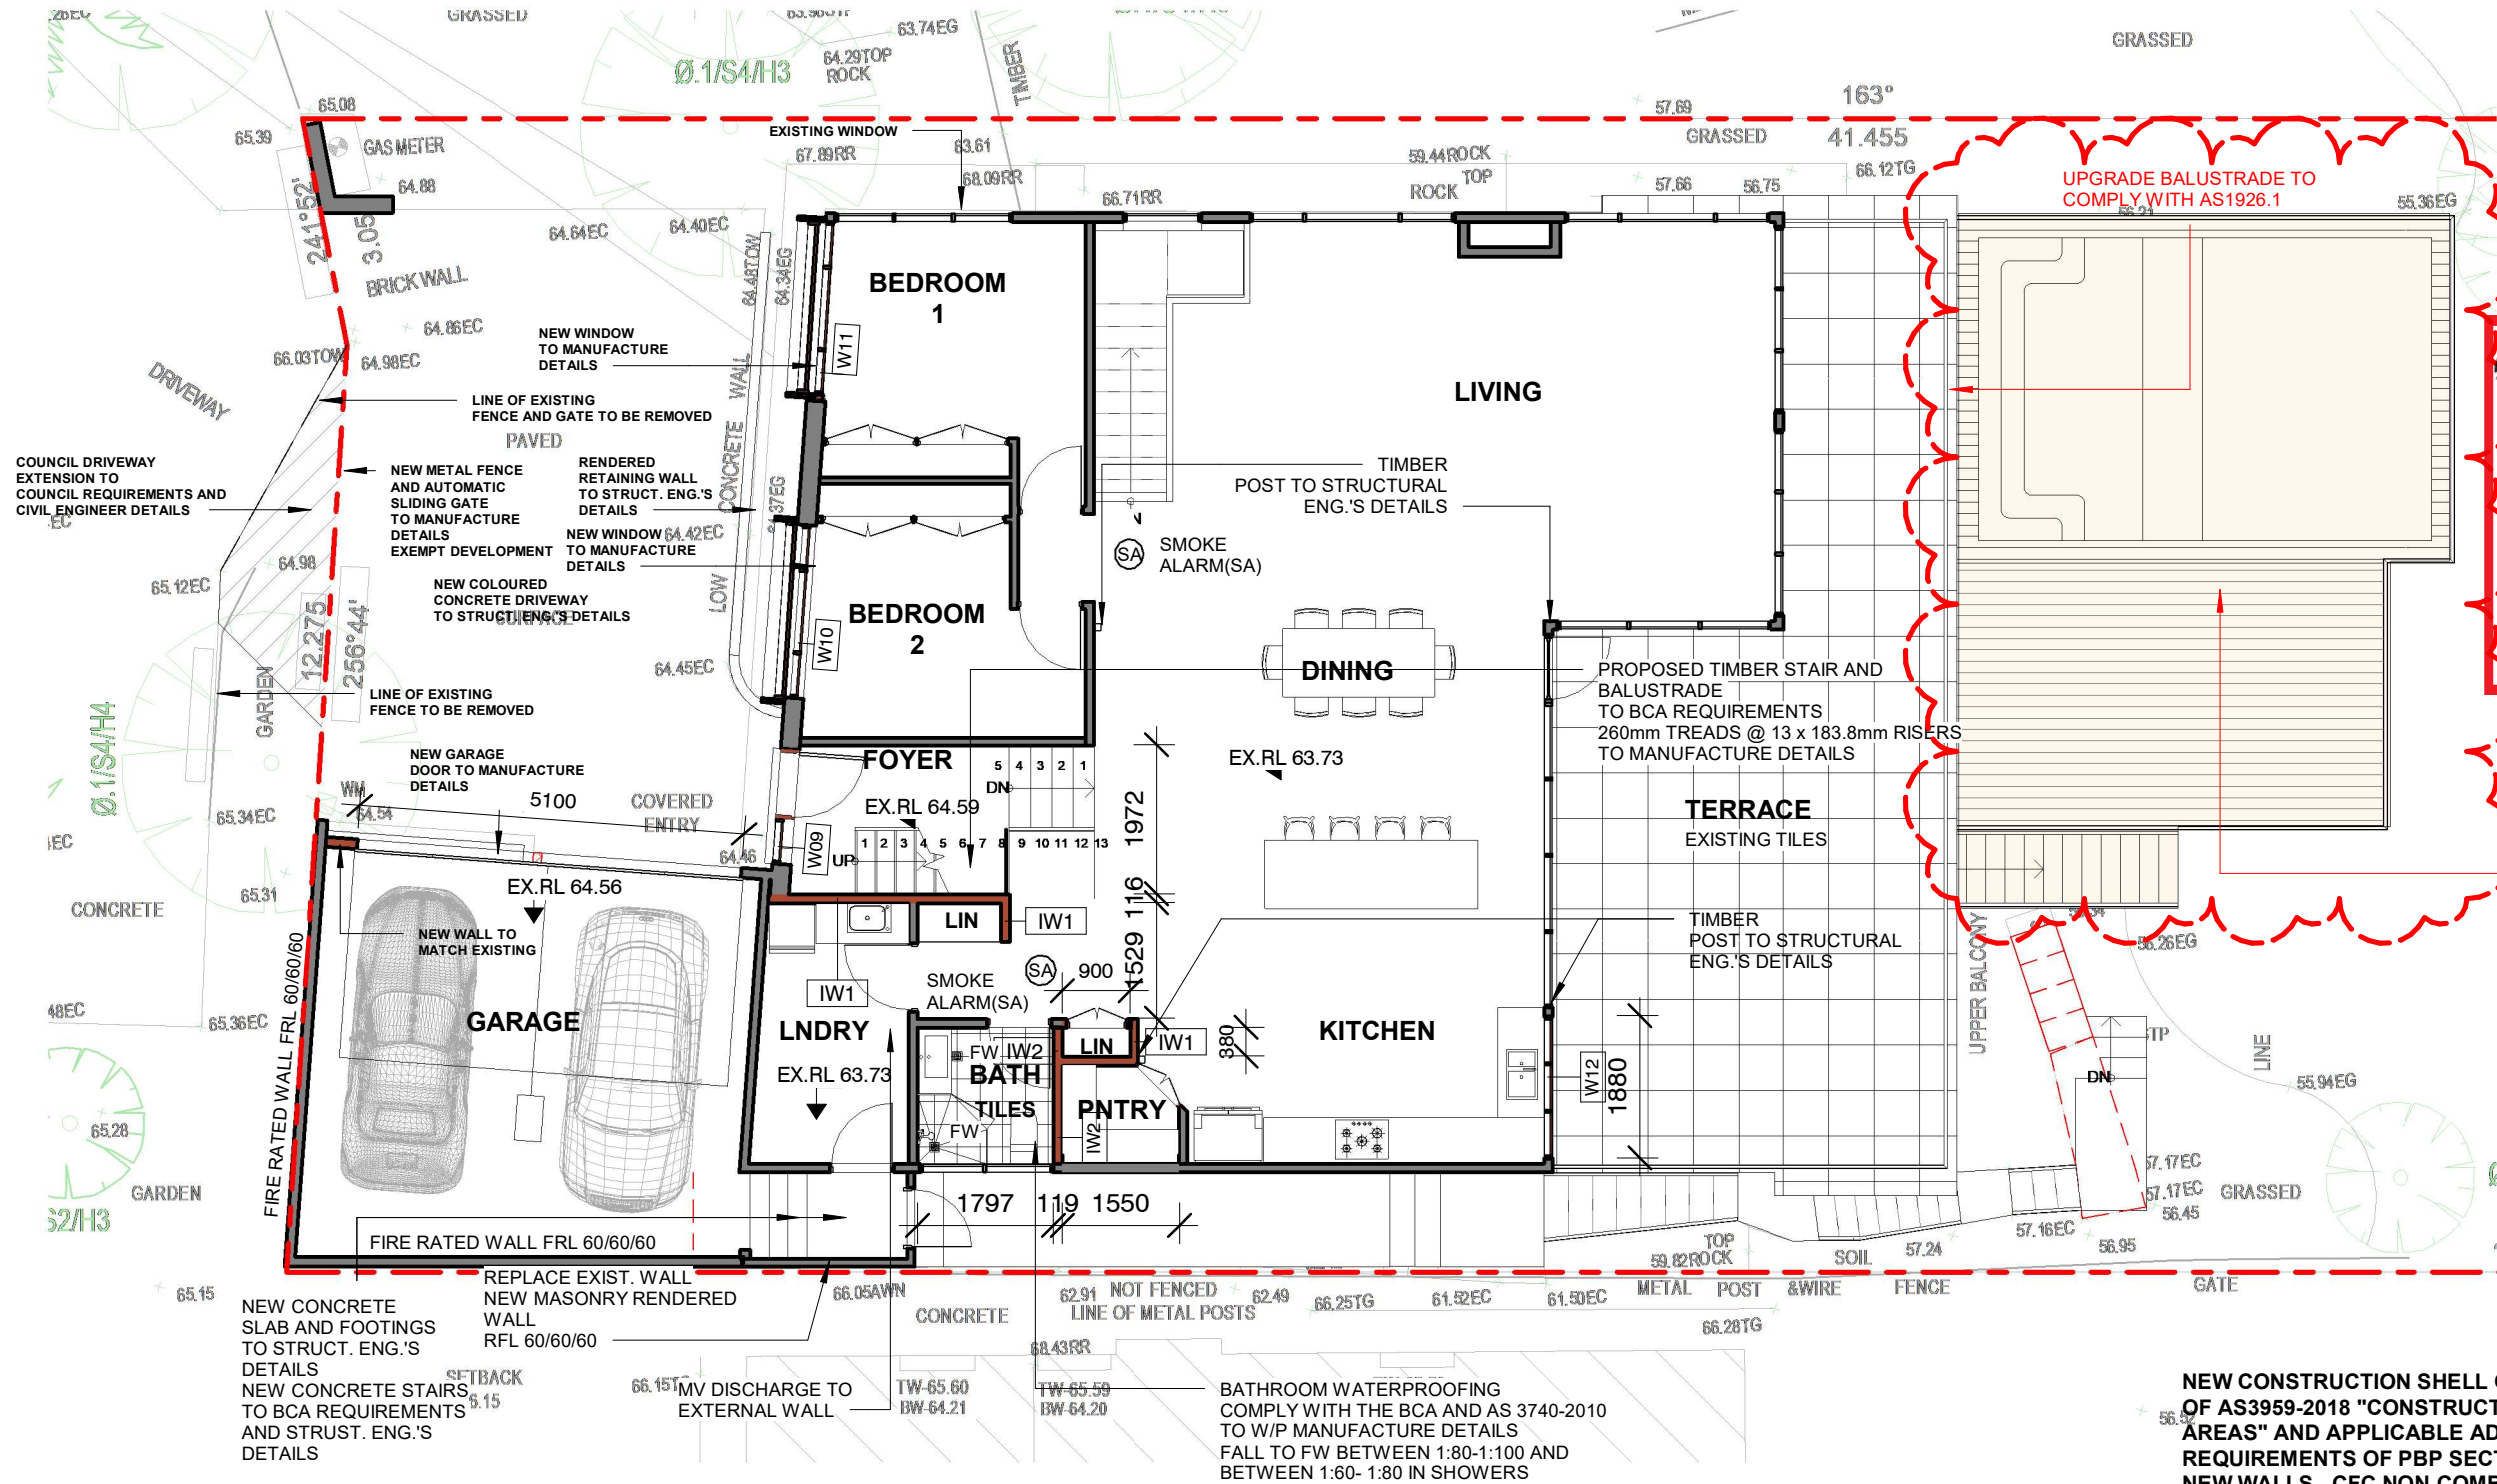 GRASSED
63.74EG
64.29TOP
ROCK
Ø.1/S4/H3
TIMBER
GRASSED
163°
41.455
57.69
GRASSED
65.08
65.39
GAS METER
64.88
EXISTING WINDOW
67.89RR
63.61
68.09RR
66.71RR
59.44ROCK
TOP
ROCK
57.66
56.75
66.12TG
UPGRADE BALUSTRADE TO
COMPLY WITH AS1926.1
56.21
55.36EG
241°52'
3.05
BRICK WALL
64.64EC
64.40EC
64.48TOW
64.34EG
64.86EC
66.03TOW
64.98EC
DRIVEWAY
BEDROOM
1
NEW WINDOW
TO MANUFACTURE
DETAILS
W11
LIVING
LINE OF EXISTING
FENCE AND GATE TO BE REMOVED
PAVED
LOW CONCRETE WALL
COUNCIL DRIVEWAY
EXTENSION TO
COUNCIL REQUIREMENTS AND
CIVIL ENGINEER DETAILS
NEW METAL FENCE
AND AUTOMATIC
SLIDING GATE
TO MANUFACTURE
DETAILS
EXEMPT DEVELOPMENT
RENDERED
RETAINING WALL
TO STRUCT. ENG.'S
DETAILS
64.37EG
NEW WINDOW
TO MANUFACTURE
DETAILS
64.42EC
TIMBER
POST TO STRUCTURAL
ENG.'S DETAILS
SA
SMOKE
ALARM(SA)
64.98
65.12EC
NEW COLOURED
CONCRETE DRIVEWAY
TO STRUCT. ENG.'S DETAILS
SURFACE
BEDROOM
2
W10
64.45EC
12.275
256°44'
GARDEN
LINE OF EXISTING
FENCE TO BE REMOVED
Ø.1/S4/H4
DINING
PROPOSED TIMBER STAIR AND
BALUSTRADE
TO BCA REQUIREMENTS
260mm TREADS @ 13 x 183.8mm RISERS
TO MANUFACTURE DETAILS
NEW GARAGE
DOOR TO MANUFACTURE
DETAILS
FOYER
5 4 3 2 1
DN
EX.RL 63.73
EX.RL 64.59
WM
64.54
5100
COVERED
ENTRY
65.34EC
64.46
W09
UP
1 2 3 4 5 6 7 8 9 10 11 12 13
1972
TERRACE
EXISTING TILES
65.31
CONCRETE
EX.RL 64.56
116
LIN
IW1
NEW WALL TO
MATCH EXISTING
TIMBER
POST TO STRUCTURAL
ENG.'S DETAILS
UPPER BALCONY
56.26EG
FIRE RATED WALL FRL 60/60/60
SMOKE
ALARM(SA)
SA
900
1529
IW1
48EC
65.36EC
GARAGE
LNDRY
EX.RL 63.73
FW IW2
BATH
TILES
FW
LIN
IW1
380
KITCHEN
PNTRY
IW2
W12
1880
DN
LINE
55.94EG
65.28
GARDEN
57.17EC
57.17EC
56.45
GRASSED
1797 119 1550
FIRE RATED WALL FRL 60/60/60
57.16EC
56.95
57.24
SOIL
TOP
59.82ROCK
65.15
REPLACE EXIST. WALL
NEW MASONRY RENDERED
WALL
RFL 60/60/60
66.05AWN
CONCRETE
62.91
NOT FENCED
62.49
LINE OF METAL POSTS
66.25TG
61.52EC
61.50EC
METAL POST &WIRE FENCE
GATE
66.28TG
NEW CONCRETE
SLAB AND FOOTINGS
TO STRUCT. ENG.'S
DETAILS
NEW CONCRETE STAIRS
TO BCA REQUIREMENTS
AND STRUST. ENG.'S
DETAILS
SETBACK
68.43RR
MV DISCHARGE TO
EXTERNAL WALL
TW-65.60
BW-64.21
TW-65.59
BW-64.20
BATHROOM WATERPROOFING
COMPLY WITH THE BCA AND AS 3740-2010
TO W/P MANUFACTURE DETAILS
FALL TO FW BETWEEN 1:80-1:100 AND
BETWEEN 1:60- 1:80 IN SHOWERS
NEW CONSTRUCTION SHELL
OF AS3959-2018 "CONSTRUCT
AREAS" AND APPLICABLE AD
REQUIREMENTS OF PBP SECT